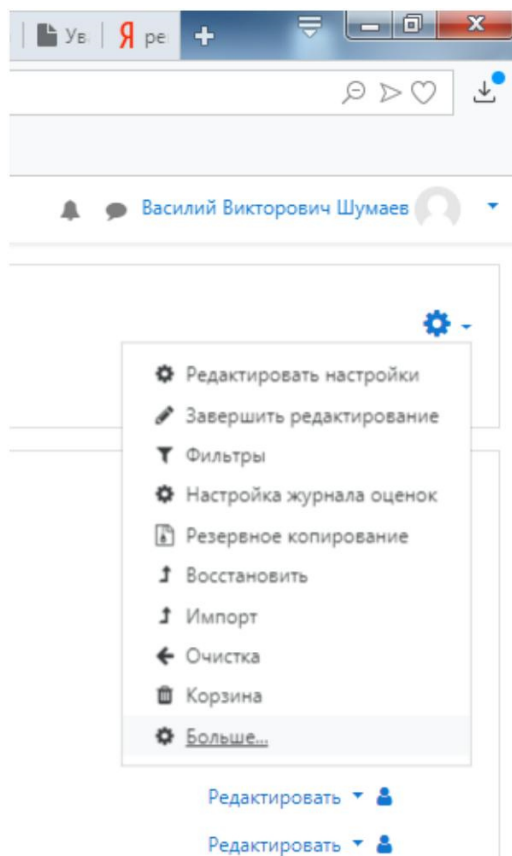 Ув
Я ре
Василий Викторович Шумаев
Редактировать настройки
Завершить редактирование
Фильтры
Настройка журнала оценок
Резервное копирование
Восстановить
Импорт
Очистка
Корзина
Больше...
Редактировать
Редактировать